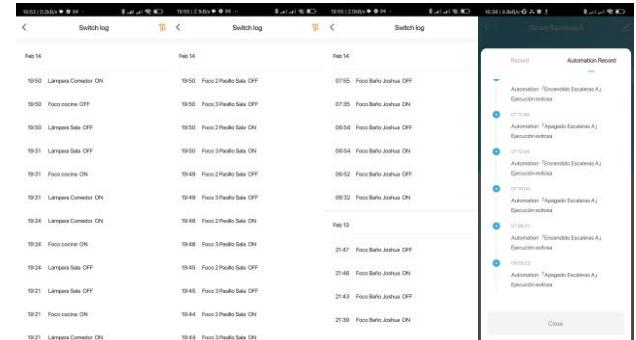 Switch log
Feb 14
19:50 Lámpara Comedor ON
19:50 Foco cocina OFF
19:50 Lámpara Sala OFF
19:31 Lámpara Sala OFF
19:31 Foco cocina ON
19:31 Lámpara Comedor ON
19:24 Lámpara Comedor ON
19:24 Foco cocina ON
19:24 Lámpara Sala OFF
19:21 Lámpara Sala OFF
19:21 Foco cocina ON
19:21 Lámpara Comedor ON
Switch log
Feb 14
19:50 Foco 2 Pasillo Sala OFF
19:50 Foco 3 Pasillo Sala OFF
19:50 Foco 2 Pasillo Sala ON
19:50 Foco 3 Pasillo Sala ON
19:49 Foco 2 Pasillo Sala OFF
19:49 Foco 3 Pasillo Sala OFF
19:48 Foco 2 Pasillo Sala ON
19:48 Foco 3 Pasillo Sala ON
19:45 Foco 2 Pasillo Sala OFF
19:45 Foco 3 Pasillo Sala OFF
19:44 Foco 2 Pasillo Sala ON
19:44 Foco 3 Pasillo Sala ON
Switch log
Feb 14
07:55 Foco Baño Joshua OFF
07:35 Foco Baño Joshua ON
06:54 Foco Baño Joshua OFF
06:54 Foco Baño Joshua ON
06:52 Foco Baño Joshua OFF
06:32 Foco Baño Joshua ON
Feb 13
21:47 Foco Baño Joshua OFF
21:46 Foco Baño Joshua ON
21:43 Foco Baño Joshua OFF
21:39 Foco Baño Joshua ON
Record Automation Record
Automation「Encendido Escaleras A」
Ejecución exitosa
Automation「Apagado Escaleras A」
Ejecución exitosa
Automation「Encendido Escaleras A」
Ejecución exitosa
Automation「Apagado Escaleras A」
Ejecución exitosa
Automation「Encendido Escaleras A」
Ejecución exitosa
Automation「Apagado Escaleras A」
Ejecución exitosa
Close